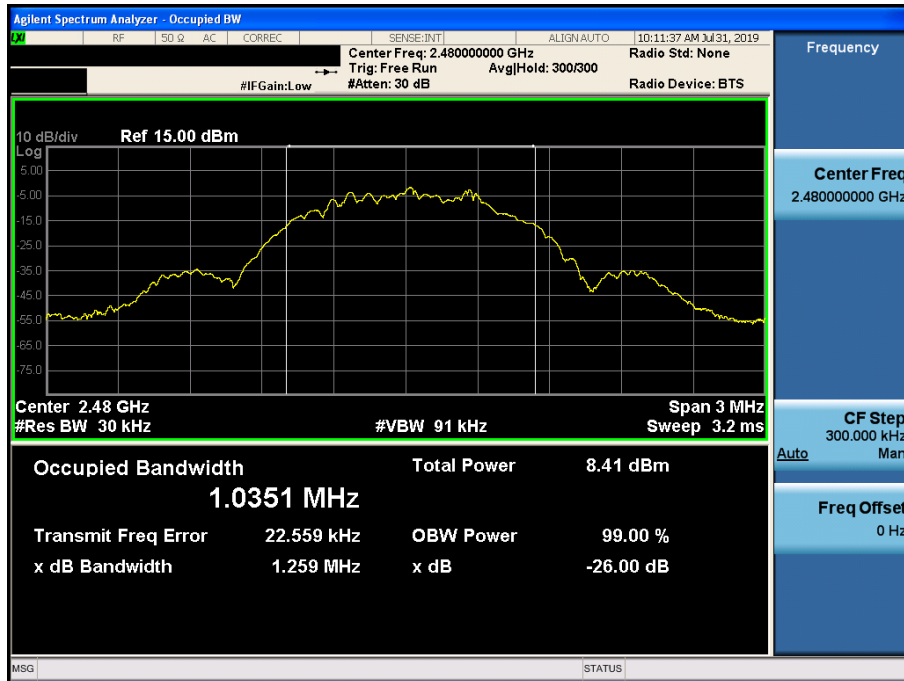 Agilent Spectrum Analyzer - Occupied BW
LXI RF 50 Ω AC CORREC SENSE:INT ALIGN AUTO 10:11:37 AM Jul 31, 2019
Center Freq: 2.480000000 GHz Radio Std: None
Trig: Free Run Avg|Hold: 300/300
#IFGain:Low #Atten: 30 dB Radio Device: BTS
Frequency
10 dB/div Ref 15.00 dBm
Log
5.00
-5.00
-15.0
-25.0
-35.0
-45.0
-55.0
-65.0
-75.0
Center Freq
2.480000000 GHz
Center 2.48 GHz Span 3 MHz
#Res BW 30 kHz #VBW 91 kHz Sweep 3.2 ms
CF Step
300.000 kHz
Auto Man
Occupied Bandwidth Total Power 8.41 dBm
1.0351 MHz
Transmit Freq Error 22.559 kHz OBW Power 99.00 %
x dB Bandwidth 1.259 MHz x dB -26.00 dB
Freq Offset
0 Hz
MSG STATUS